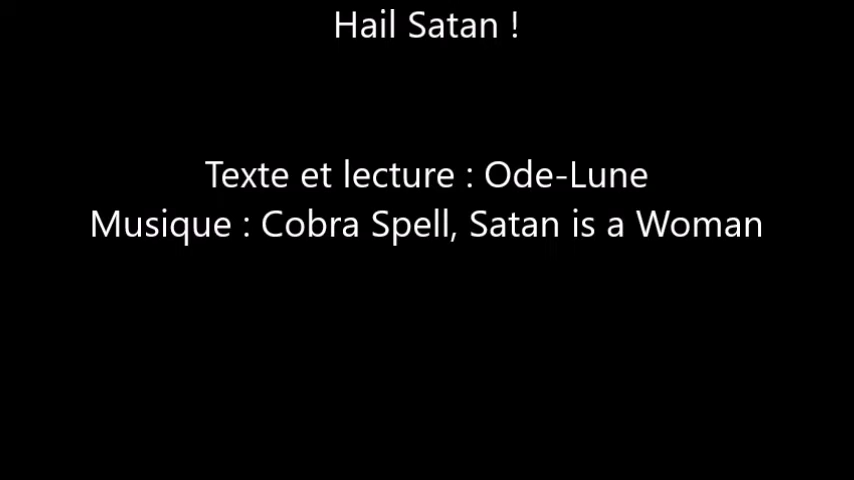 Hail Satan !
Texte et lecture : Ode-Lune
Musique : Cobra Spell, Satan is a Woman